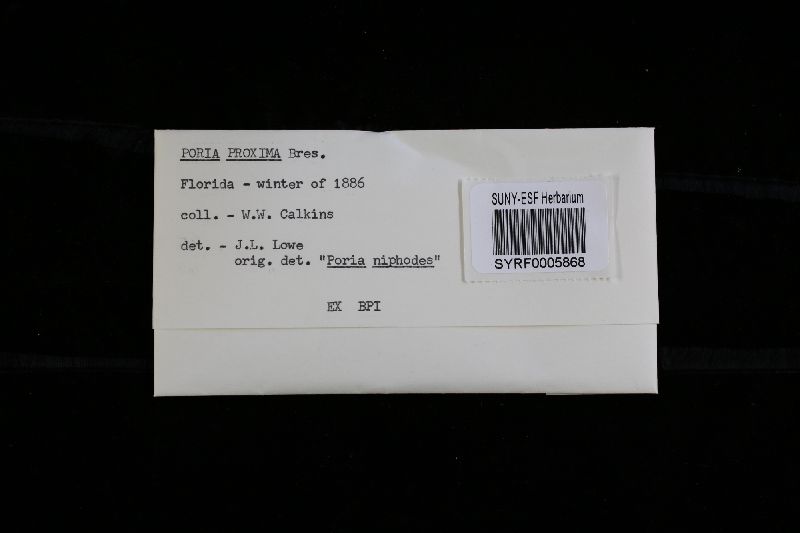 PORIA PROXIMA Bres.
Florida - winter of 1886
coll. - W.W. Calkins
det. - J.L. Lowe
orig. det. "Poria niphodes"
EX BPI
SUNY-ESF Herbarium
SYRF0005868